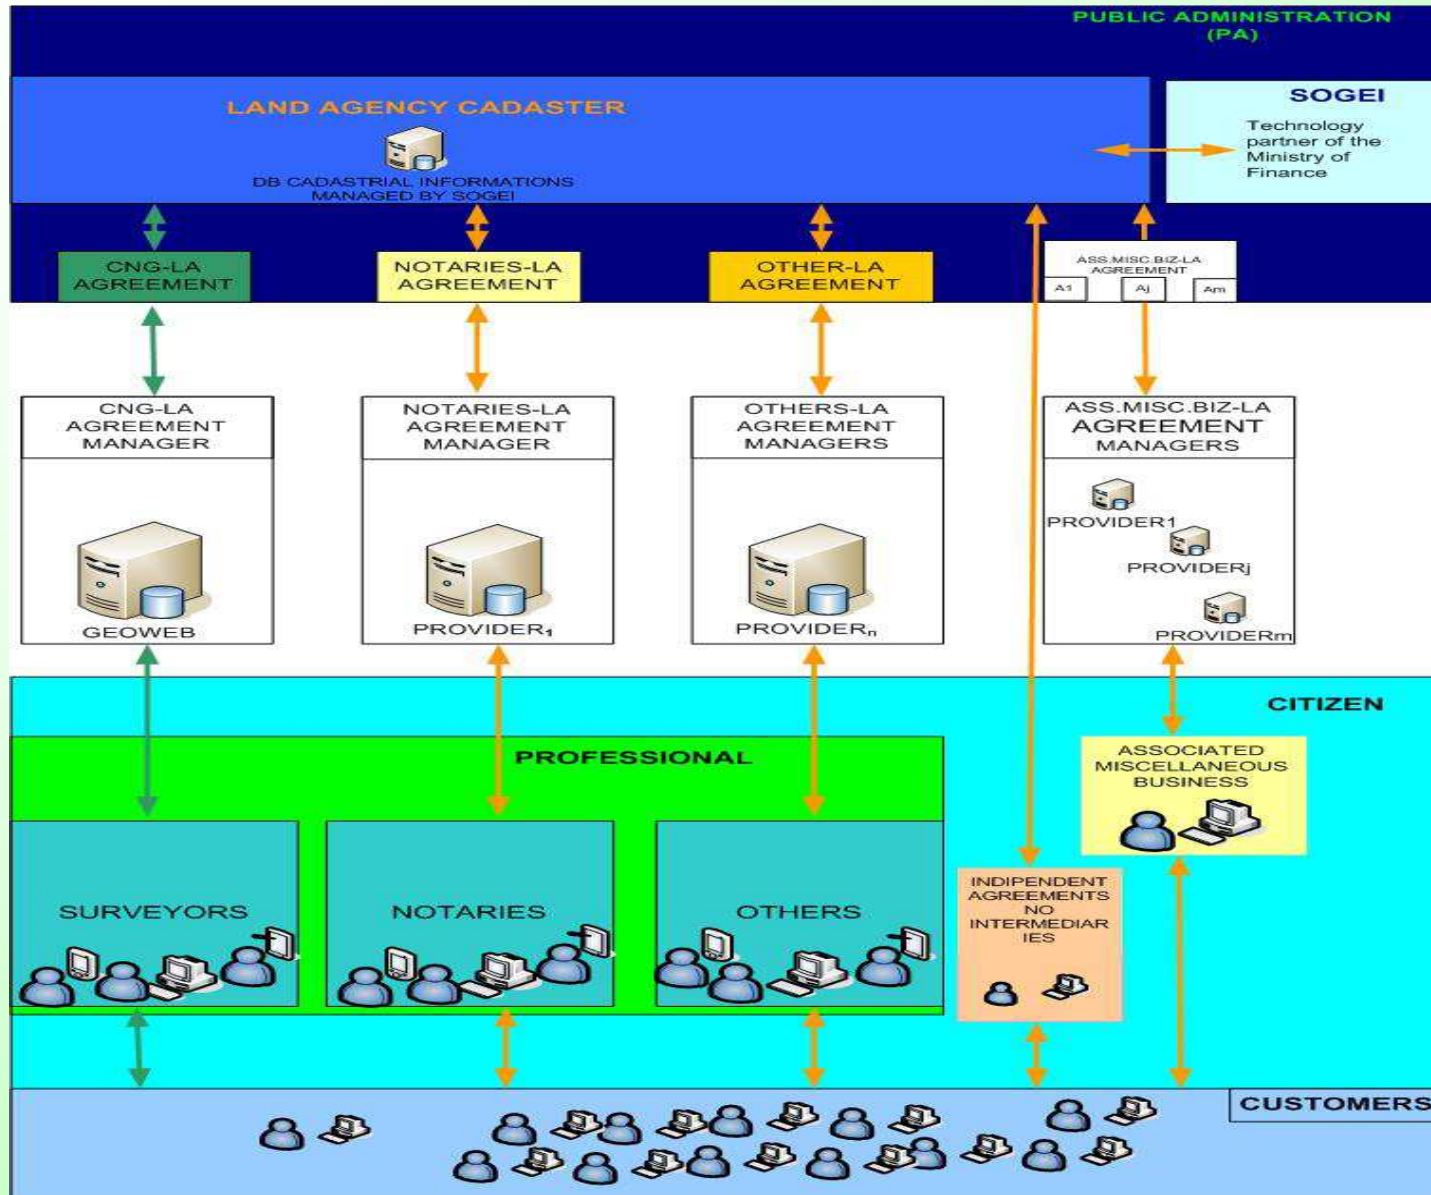 PUBLIC ADMINISTRATION
(PA)
LAND AGENCY CADASTER
DB CADASTRIAL INFORMATIONS
MANAGED BY SOGEI
SOGEI
Technology
partner of the
Ministry of
Finance
CNG-LA
AGREEMENT
NOTARIES-LA
AGREEMENT
OTHER-LA
AGREEMENT
ASS.MISC.BIZ-LA
AGREEMENT
A1
Aj
Am
CNG-LA
AGREEMENT
MANAGER
GEOWEB
NOTARIES-LA
AGREEMENT
MANAGER
PROVIDER₁
OTHERS-LA
AGREEMENT
MANAGERS
PROVIDERₙ
ASS.MISC.BIZ-LA
AGREEMENT
MANAGERS
PROVIDER1
PROVIDERj
PROVIDERm
CITIZEN
PROFESSIONAL
SURVEYORS
NOTARIES
OTHERS
INDIPENDENT
AGREEMENTS
NO
INTERMEDIAR
IES
ASSOCIATED
MISCELLANEOUS
BUSINESS
CUSTOMERS